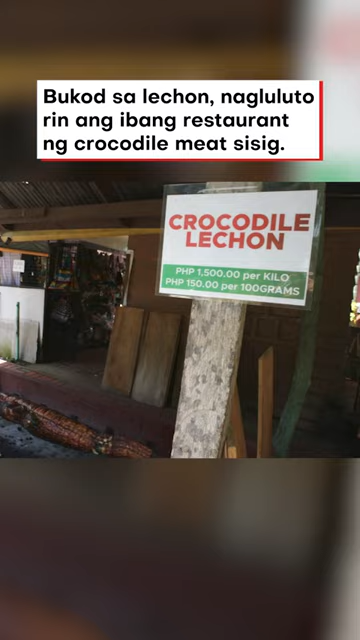 Bukod sa lechon, nagluluto
rin ang ibang restaurant
ng crocodile meat sisig.
CROCODILE
LECHON
PHP 1,500.00 per KILO
PHP 150.00 per 100GRAMS